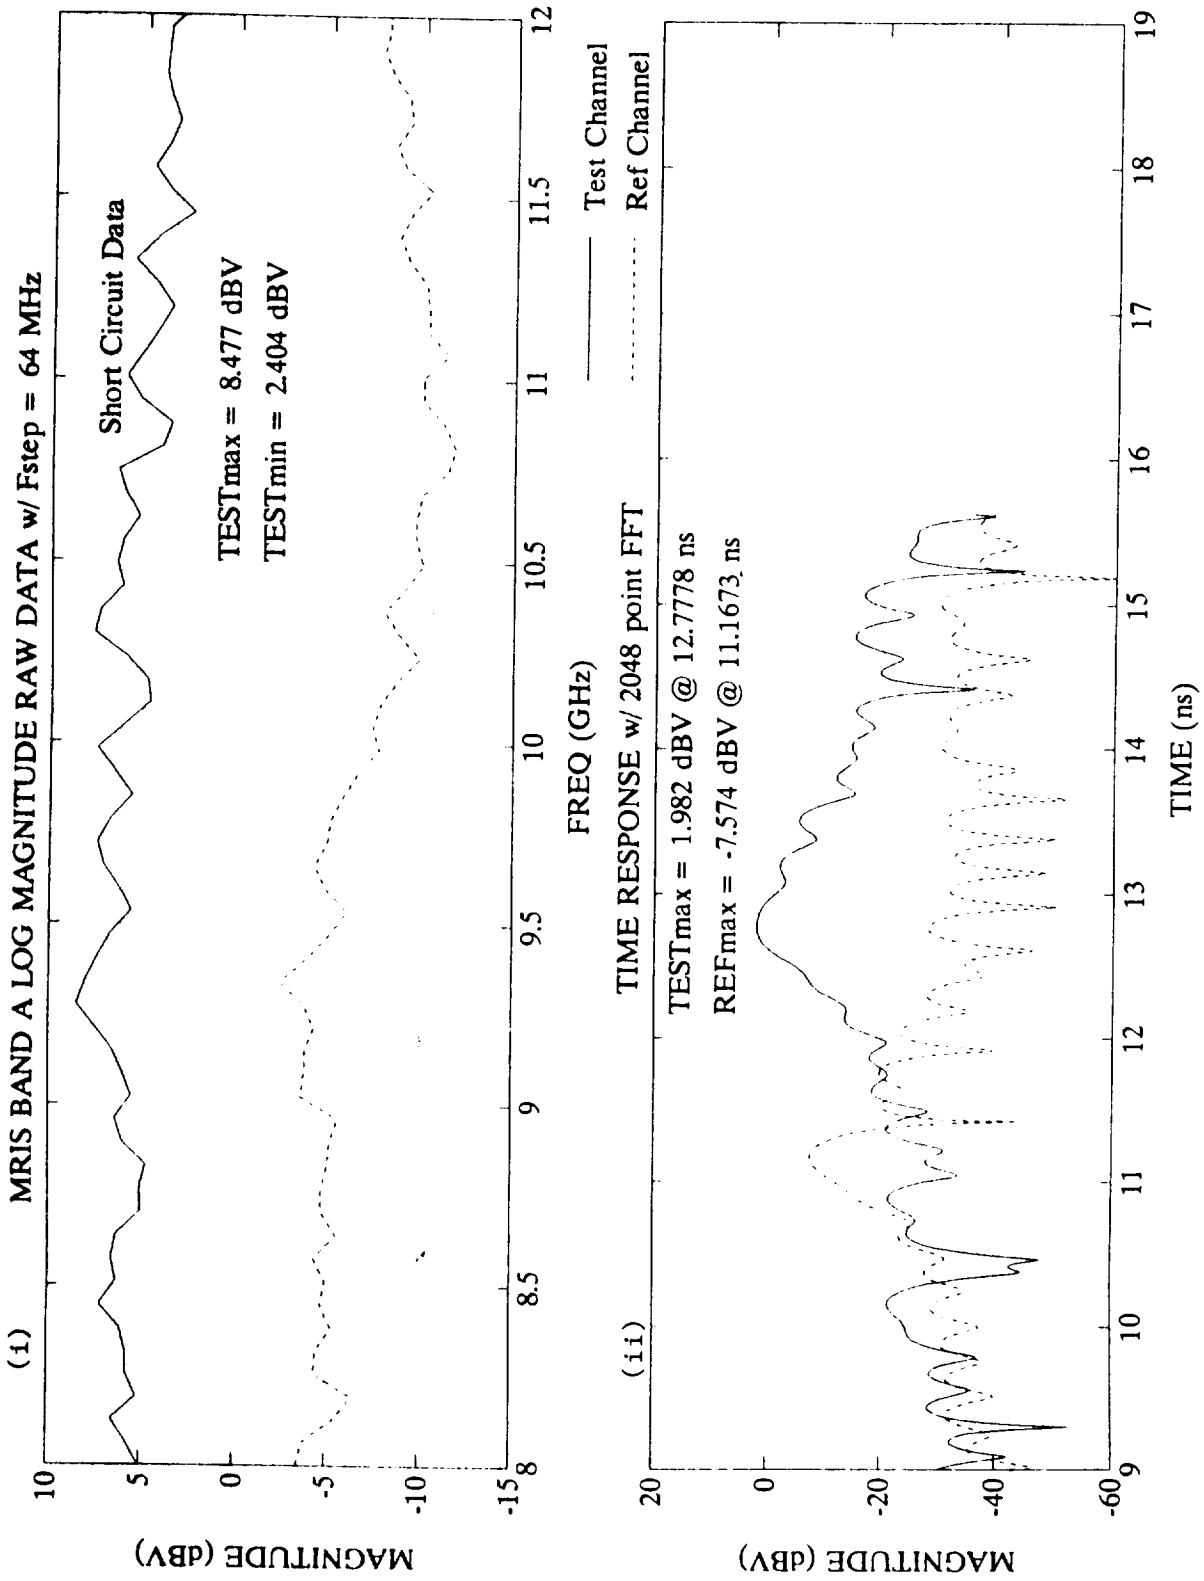 (i) MRIS BAND A LOG MAGNITUDE RAW DATA w/ Fstep = 64 MHz
10
5
0
-5
-10
-15
MAGNITUDE (dBV)
Short Circuit Data
TESTmax = 8.477 dBV
TESTmin = 2.404 dBV
8
8.5
9
9.5
10
10.5
11
11.5
12
FREQ (GHz)
Test Channel
Ref Channel
(ii)
TIME RESPONSE w/ 2048 point FFT
TESTmax = 1.982 dBV @ 12.7778 ns
REFmax = -7.574 dBV @ 11.1673 ns
20
0
-20
-40
-60
MAGNITUDE (dBV)
9
10
11
12
13
14
15
16
17
18
19
TIME (ns)